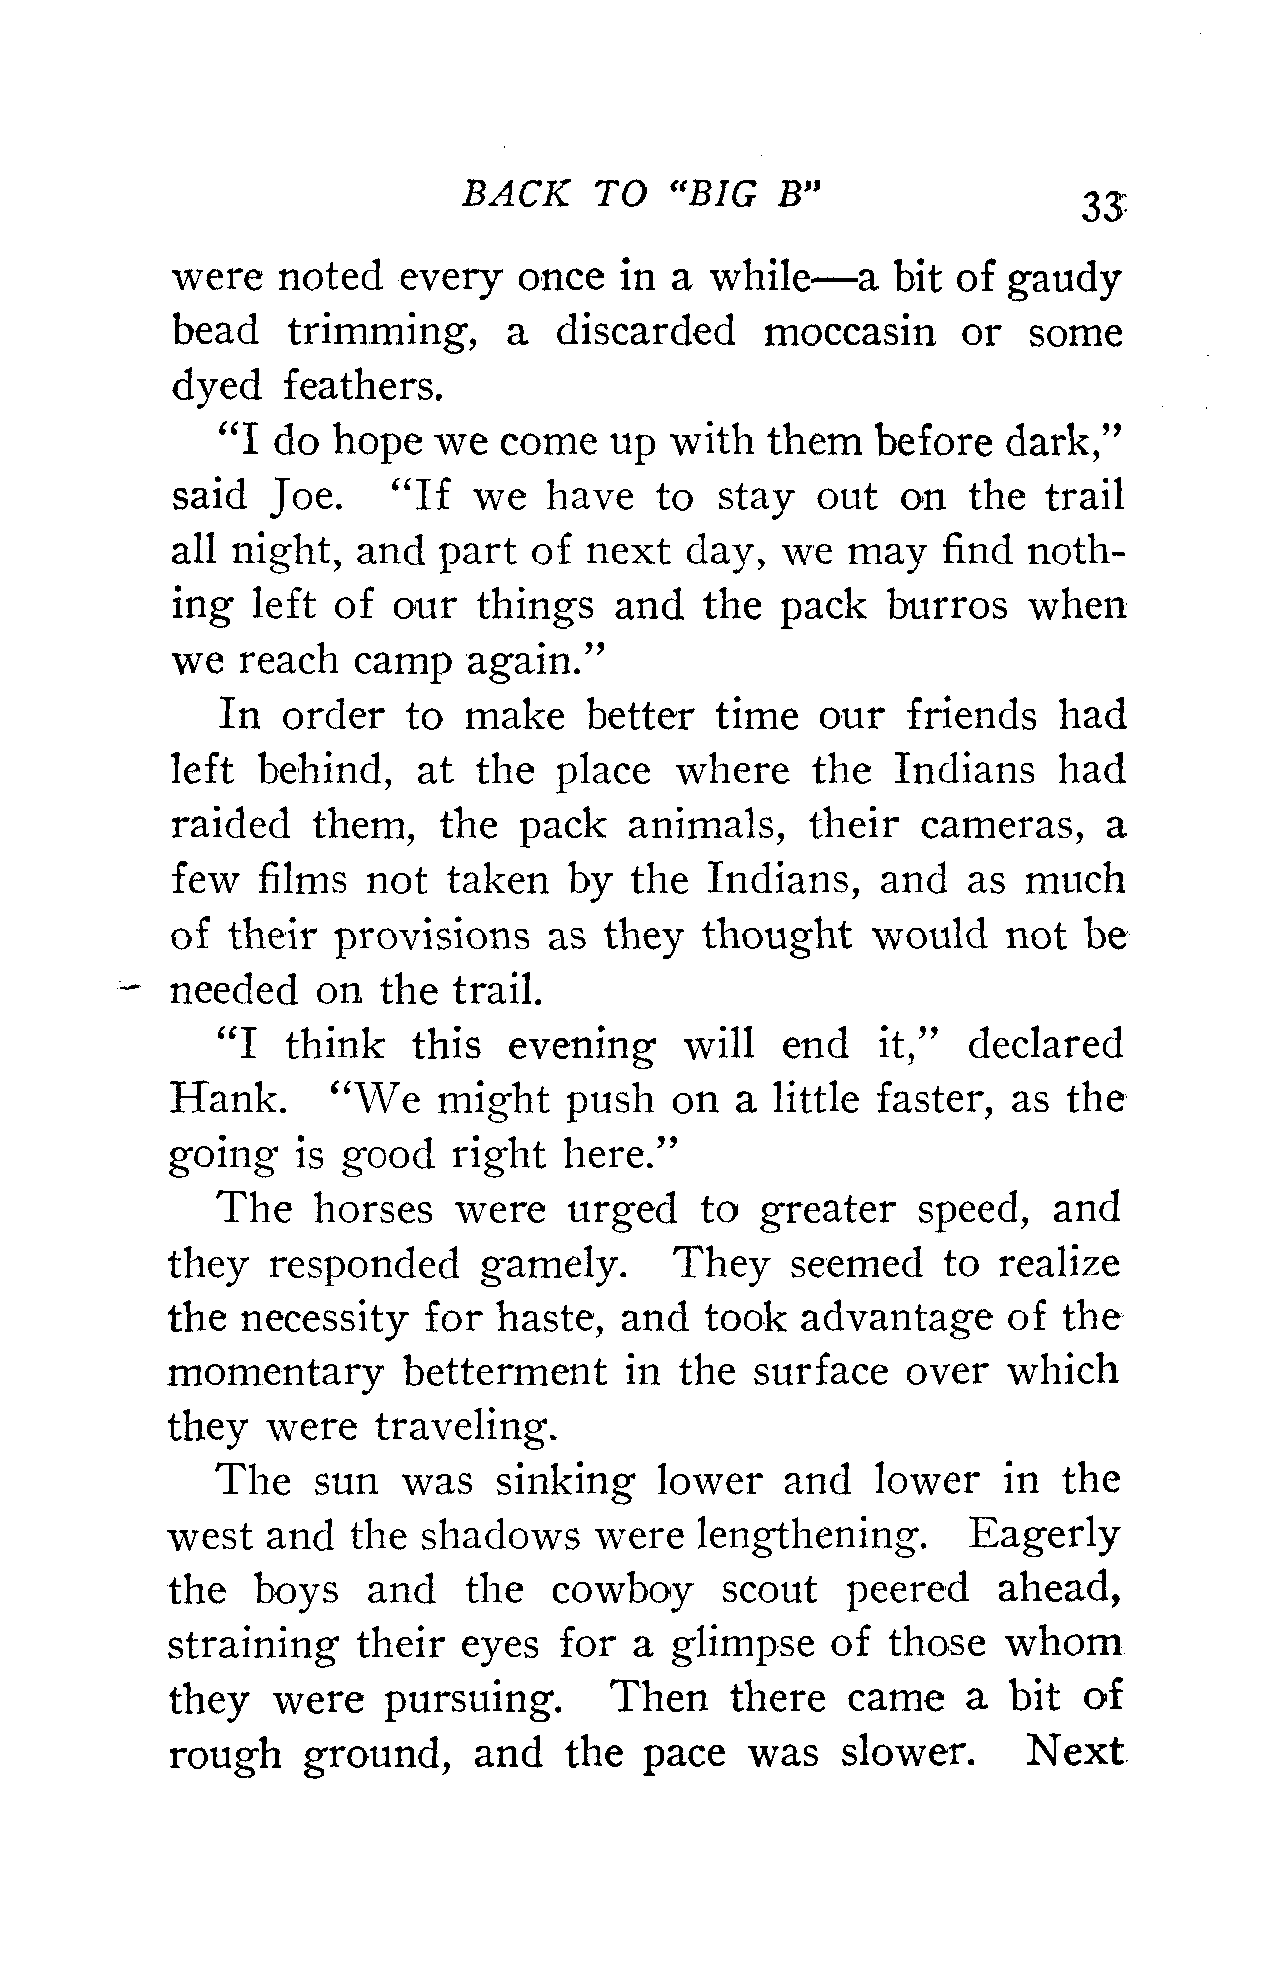 BACK TO "BIG B" 33
were noted every once in a while—a bit of gaudy
bead trimming, a discarded moccasin or some
dyed feathers.
"I do hope we come up with them before dark,"
said Joe. "If we have to stay out on the trail
all night, and part of next day, we may find noth-
ing left of our things and the pack burros when
we reach camp again."
In order to make better time our friends had
left behind, at the place where the Indians had
raided them, the pack animals, their cameras, a
few films not taken by the Indians, and as much
of their provisions as they thought would not be
needed on the trail.
"I think this evening will end it," declared
Hank. "We might push on a little faster, as the
going is good right here."
The horses were urged to greater speed, and
they responded gamely. They seemed to realize
the necessity for haste, and took advantage of the
momentary betterment in the surface over which
they were traveling.
The sun was sinking lower and lower in the
west and the shadows were lengthening. Eagerly
the boys and the cowboy scout peered ahead,
straining their eyes for a glimpse of those whom
they were pursuing. Then there came a bit of
rough ground, and the pace was slower. Next